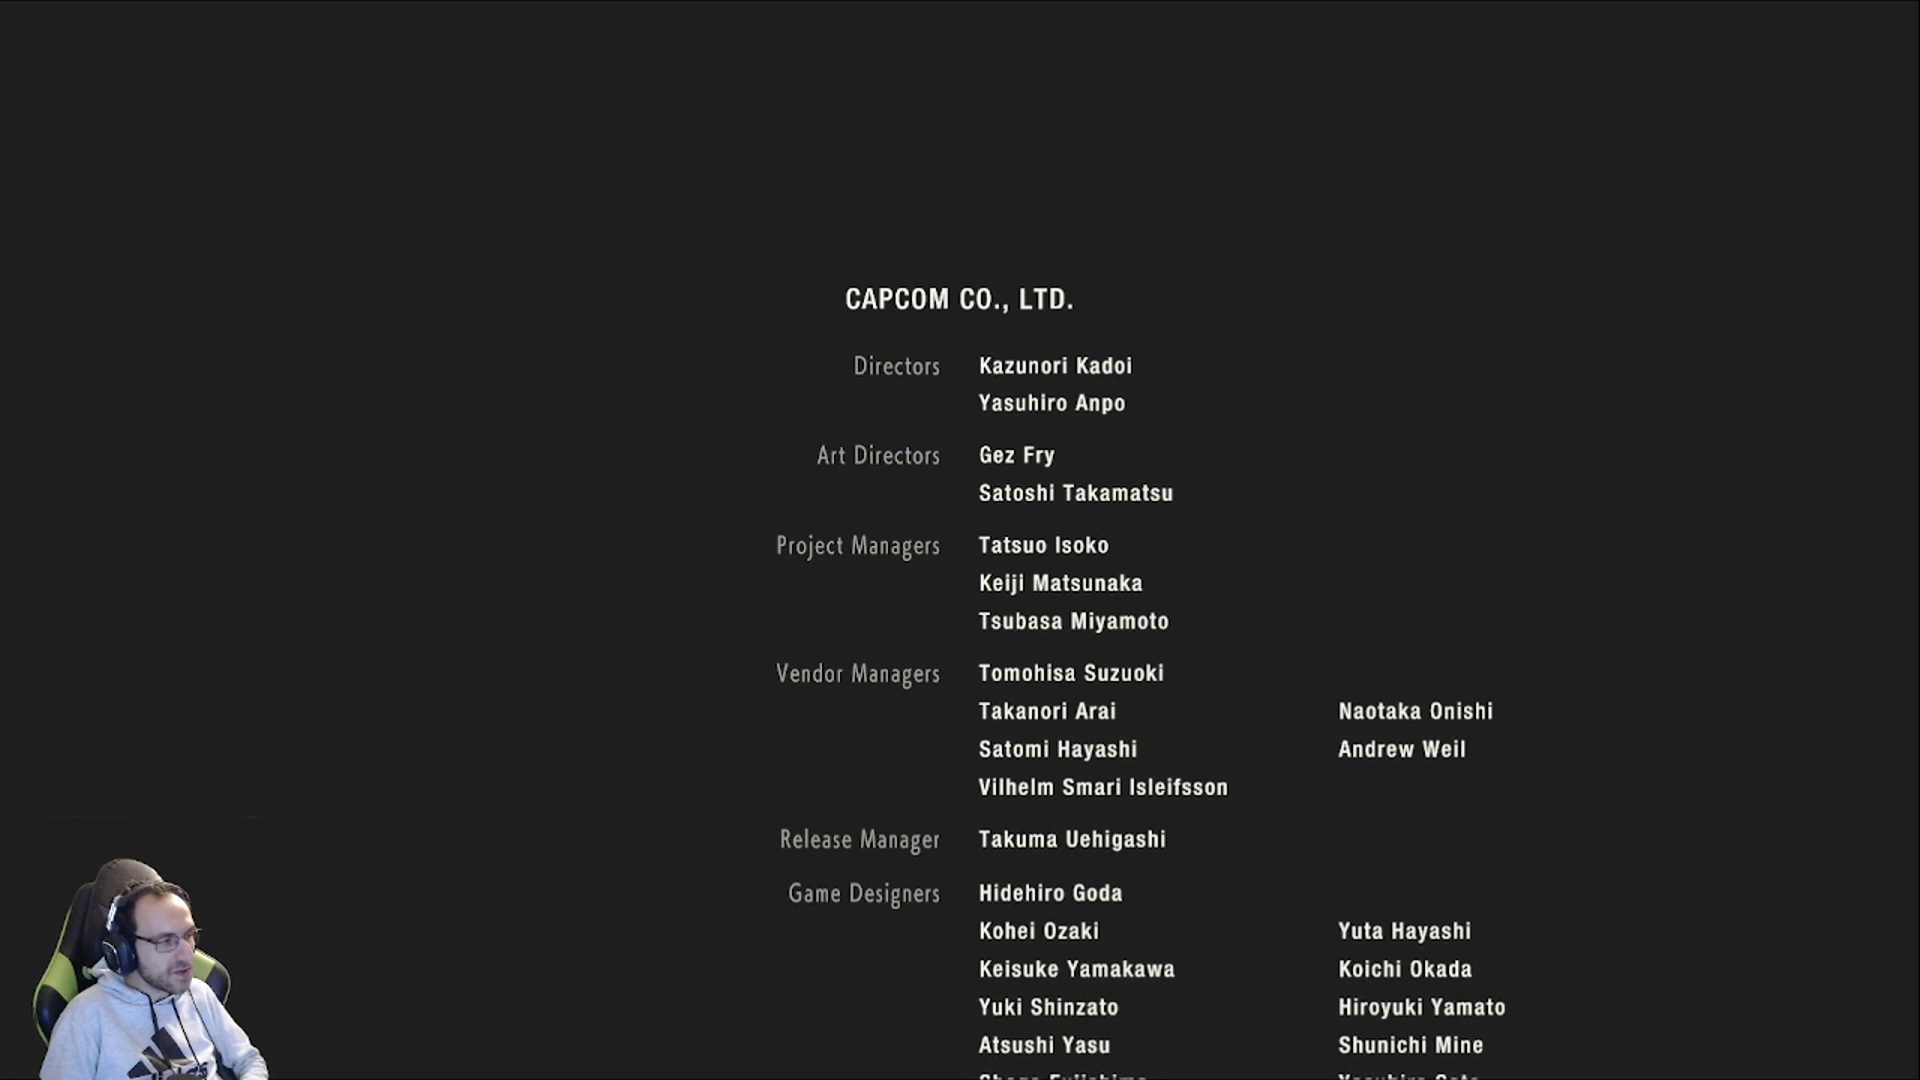 CAPCOM CO., LTD.
Directors Kazunori Kadoi
Yasuhiro Anpo
Art Directors Gez Fry
Satoshi Takamatsu
Project Managers Tatsuo Isoko
Keiji Matsunaka
Tsubasa Miyamoto
Vendor Managers Tomohisa Suzuoki
Takanori Arai Naotaka Onishi
Satomi Hayashi Andrew Weil
Vilhelm Smari Isleifsson
Release Manager Takuma Uehigashi
Game Designers Hidehiro Goda
Kohei Ozaki Yuta Hayashi
Keisuke Yamakawa Koichi Okada
Yuki Shinzato Hiroyuki Yamato
Atsushi Yasu Shunichi Mine